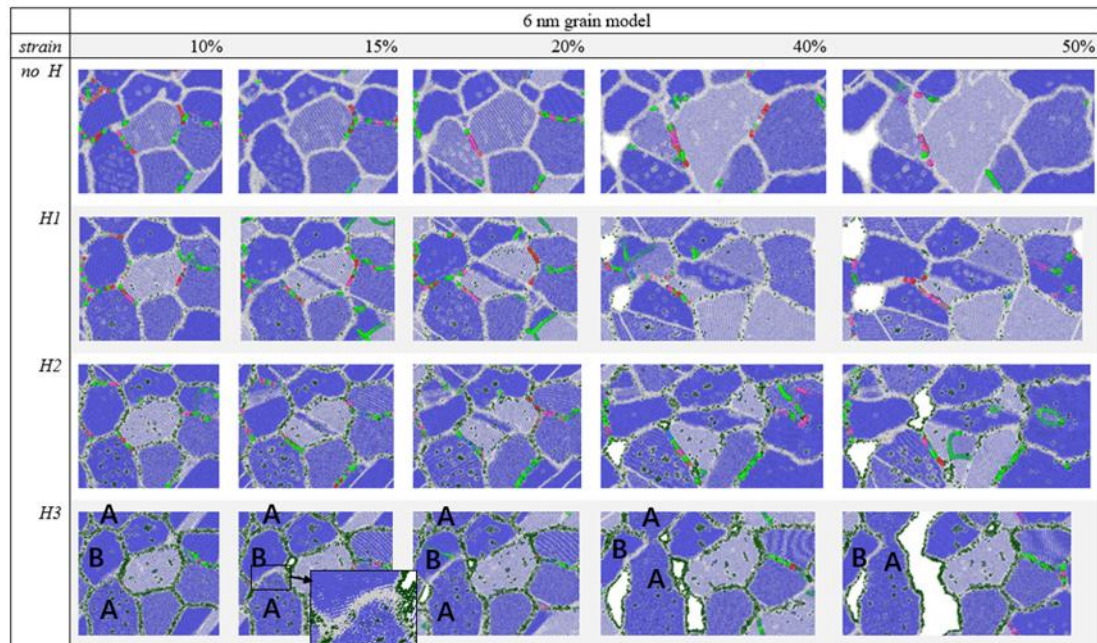 6 nm grain model
strain 10% 15% 20% 40% 50%
no H
H1
H2
H3
A A A A
B B B B B
A A A A A